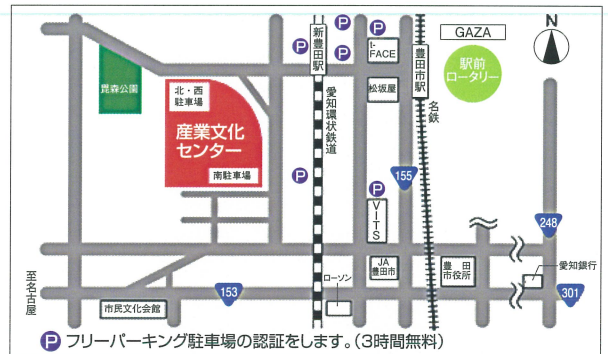 GAZA
N
P
P
P
P
新豊田駅
t-FACE
豊田市駅
駅前
ロータリー
毘森公園
北・西
駐車場
松坂屋
名鉄
愛知環状鉄道
産業文化
センター
南駐車場
P
P
155
VITS
248
至名古屋
ローソン
JA
豊田市
豊田
市役所
愛知銀行
市民文化会館
153
301
P フリーパーキング駐車場の認証をします。(3時間無料)